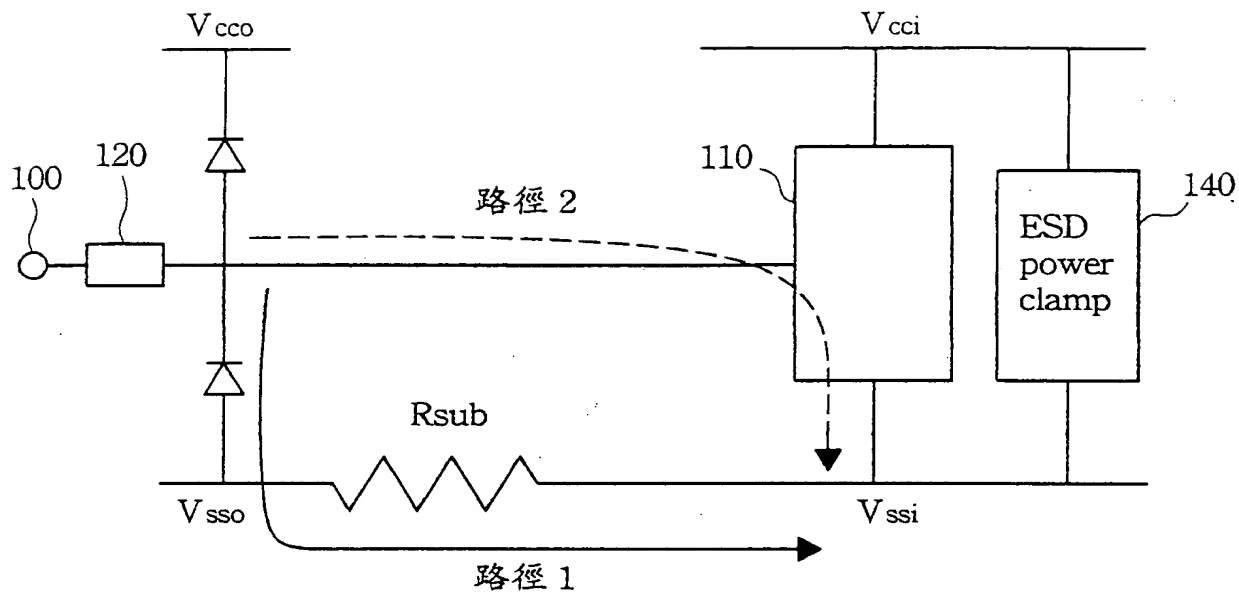 Vcco
Vcci
100
120
110
140
路徑 2
ESD
power
clamp
Rsub
Vsso
Vssi
路徑 1